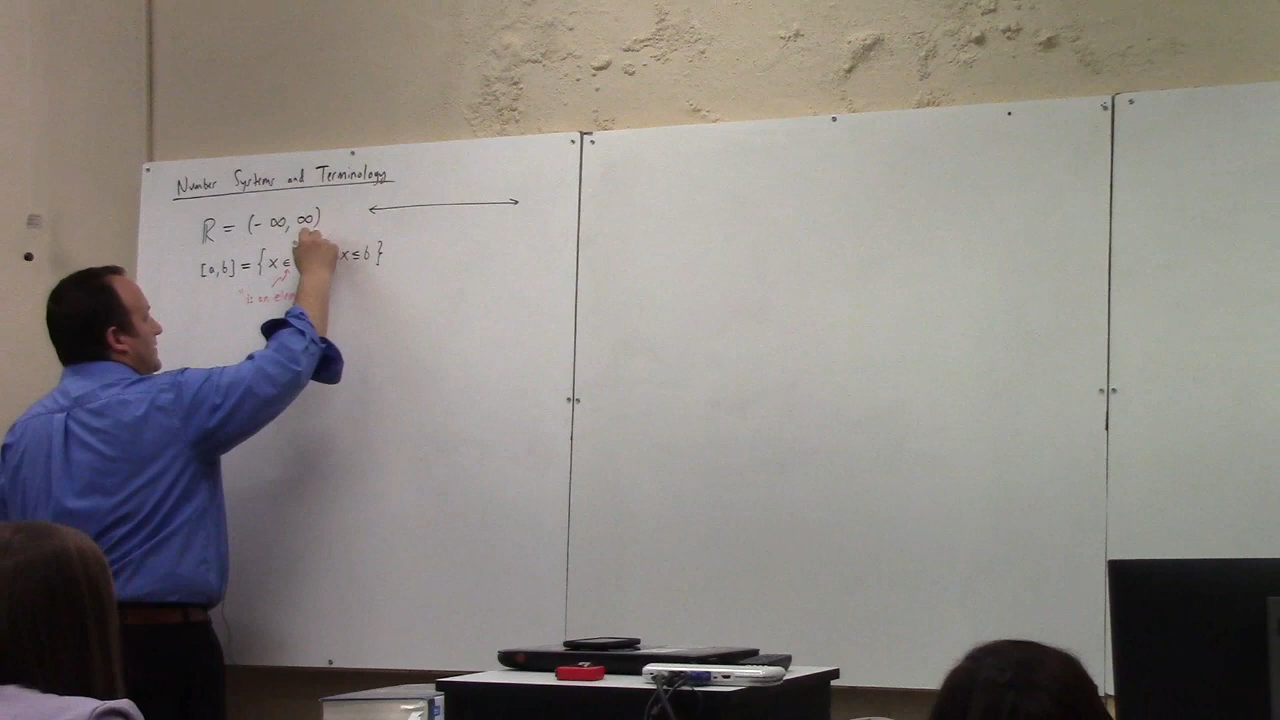 Number Systems and Terminology
ℝ = (-∞, ∞)
[a,b] = { x ∈ x ≤ b }
"is an